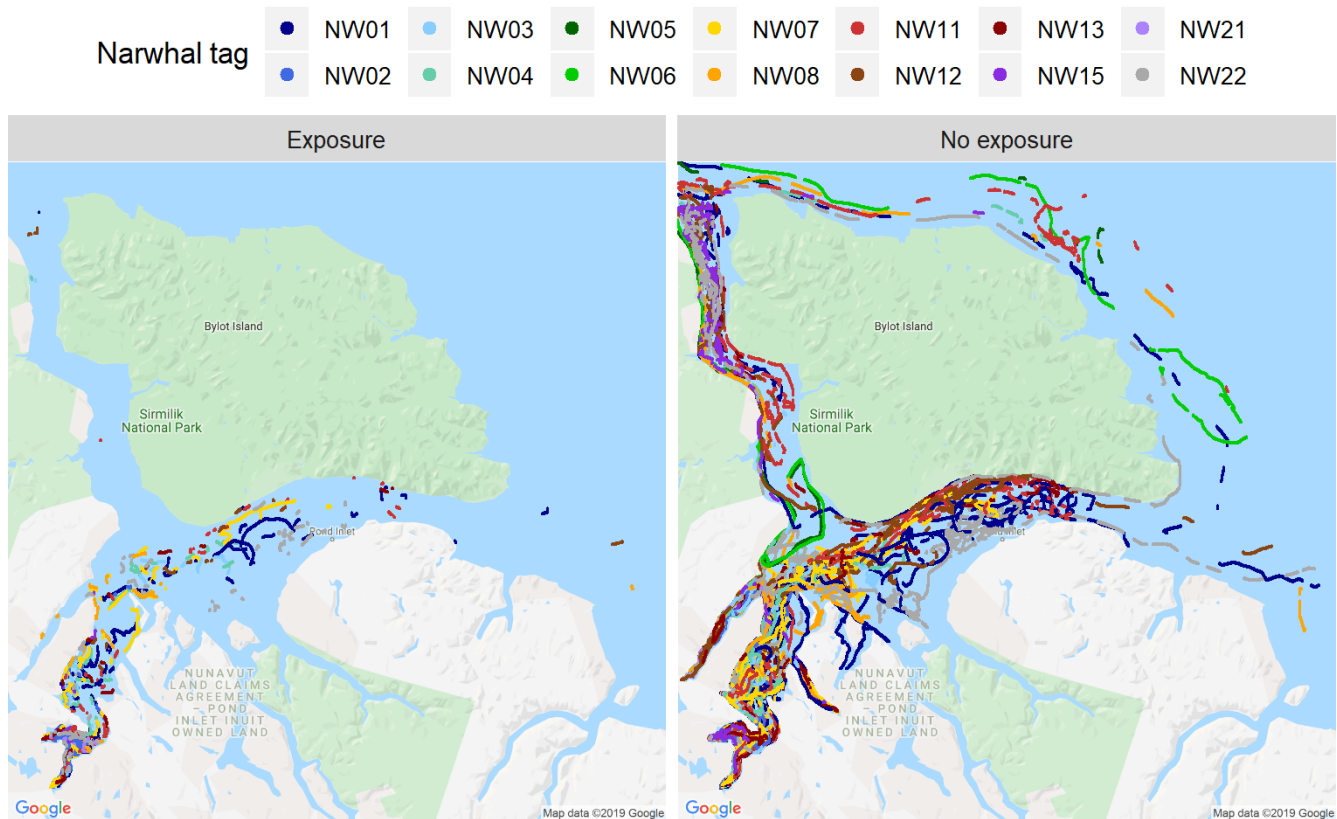 Narwhal tag
NW01 NW03 NW05 NW07 NW11 NW13 NW21
NW02 NW04 NW06 NW08 NW12 NW15 NW22
Exposure
No exposure
Bylot Island
Sirmilik
National Park
Pond Inlet
NUNAVUT
LAND CLAIMS
AGREEMENT
– POND
INLET INUIT
OWNED LAND
Google
Map data ©2019 Google
Bylot Island
Sirmilik
National Park
NUNAVUT
LAND CLAIMS
AGREEMENT
– POND
INLET INUIT
OWNED LAND
Google
Map data ©2019 Google